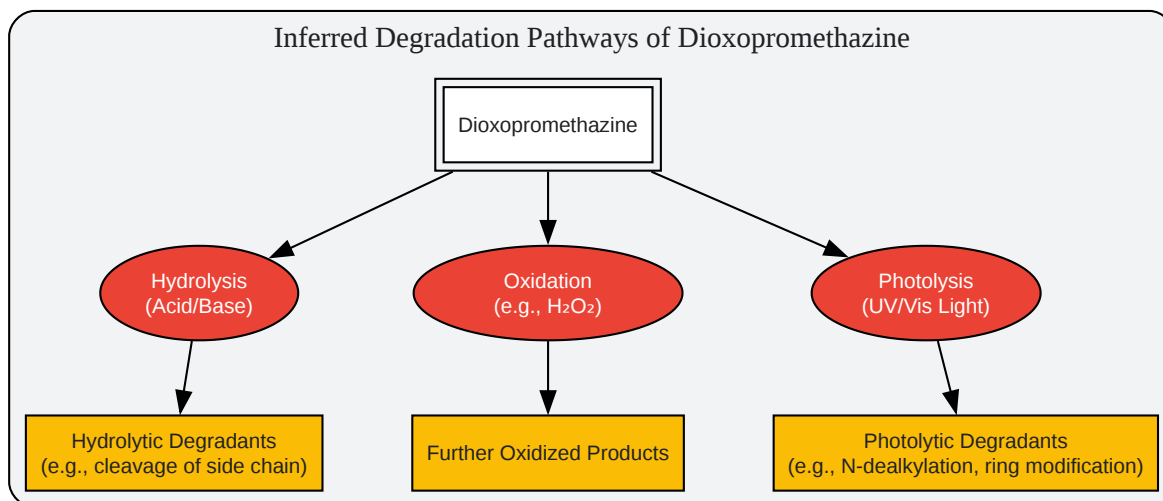 Inferred Degradation Pathways of Dioxopromethazine
Dioxopromethazine
Hydrolysis
(Acid/Base)
Oxidation
(e.g., H₂O₂)
Photolysis
(UV/Vis Light)
Hydrolytic Degradants
(e.g., cleavage of side chain)
Further Oxidized Products
Photolytic Degradants
(e.g., N-dealkylation, ring modification)